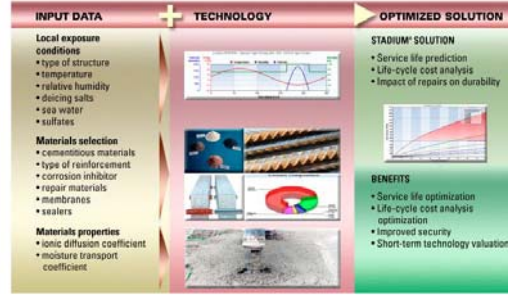 INPUT DATA
TECHNOLOGY
OPTIMIZED SOLUTION
Local exposure
conditions
• type of structure
• temperature
• relative humidity
• deicing salts
• sea water
• sulfates
Materials selection
• cementitious materials
• type of reinforcement
• corrosion inhibitor
• repair materials
• membranes
• sealers
Materials properties
• ionic diffusion coefficient
• moisture transport
coefficient
STADIUM® SOLUTION
• Service life prediction
• Life-cycle cost analysis
• Impact of repairs on durability
BENEFITS
• Service life optimization
• Life-cycle cost analysis
optimization
• Improved security
• Short-term technology valuation